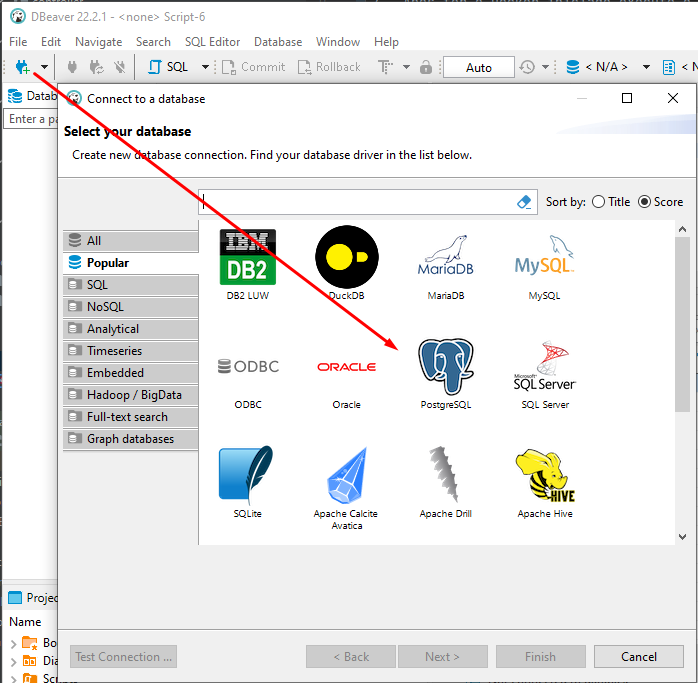 DBeaver 22.2.1 - <none> Script-6
File Edit Navigate Search SQL Editor Database Window Help
SQL Commit Rollback Auto < N/A > < N
Datab
Enter a pa
Connect to a database
Select your database
Create new database connection. Find your database driver in the list below.
Sort by: Title Score
All
Popular
SQL
NoSQL
Analytical
Timeseries
Embedded
Hadoop / BigData
Full-text search
Graph databases
IBM
DB2
MariaDB
MySQL
DB2 LUW DuckDB MariaDB MySQL
ODBC ORACLE Microsoft SQL Server
ODBC Oracle PostgreSQL SQL Server
HIVE
SQLite Apache Calcite Avatica Apache Drill Apache Hive
Projec
Name
Bo
Dia
Scri
Test Connection ... < Back Next > Finish Cancel